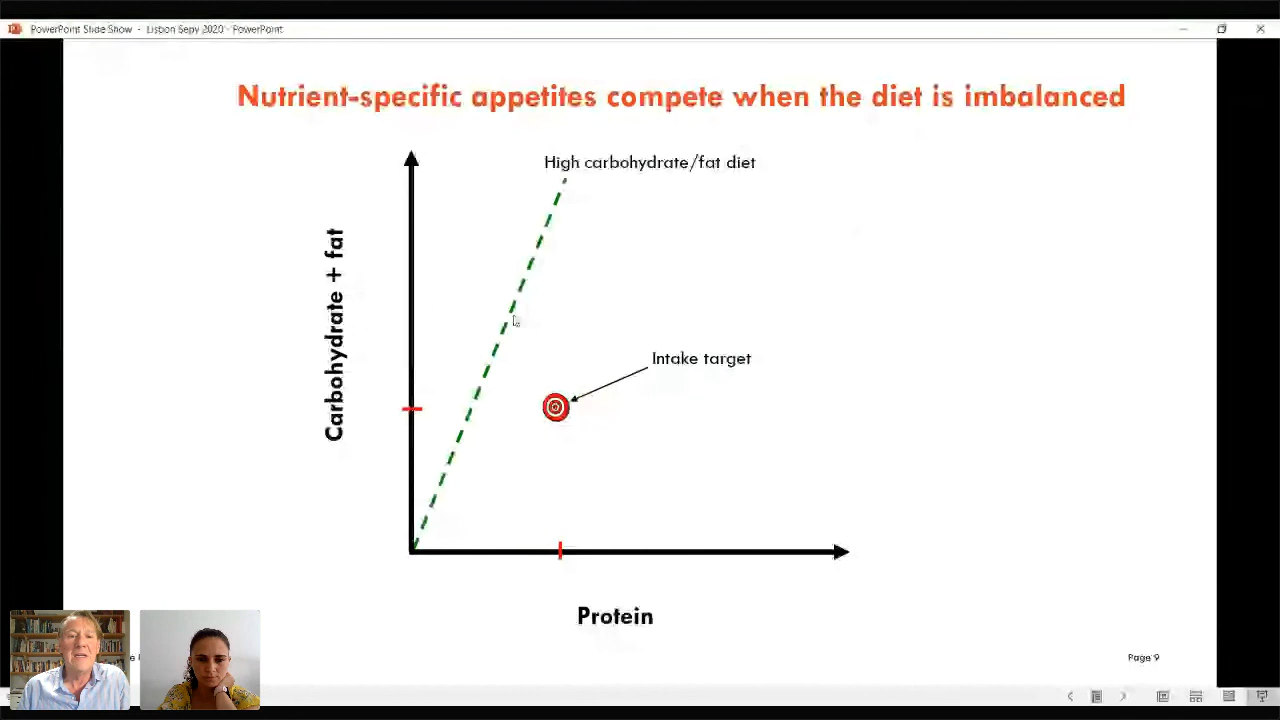 PowerPoint Slide Show - Lisbon Sepy 2020 - PowerPoint
Nutrient-specific appetites compete when the diet is imbalanced
High carbohydrate/fat diet
Carbohydrate + fat
Intake target
Protein
Page 9